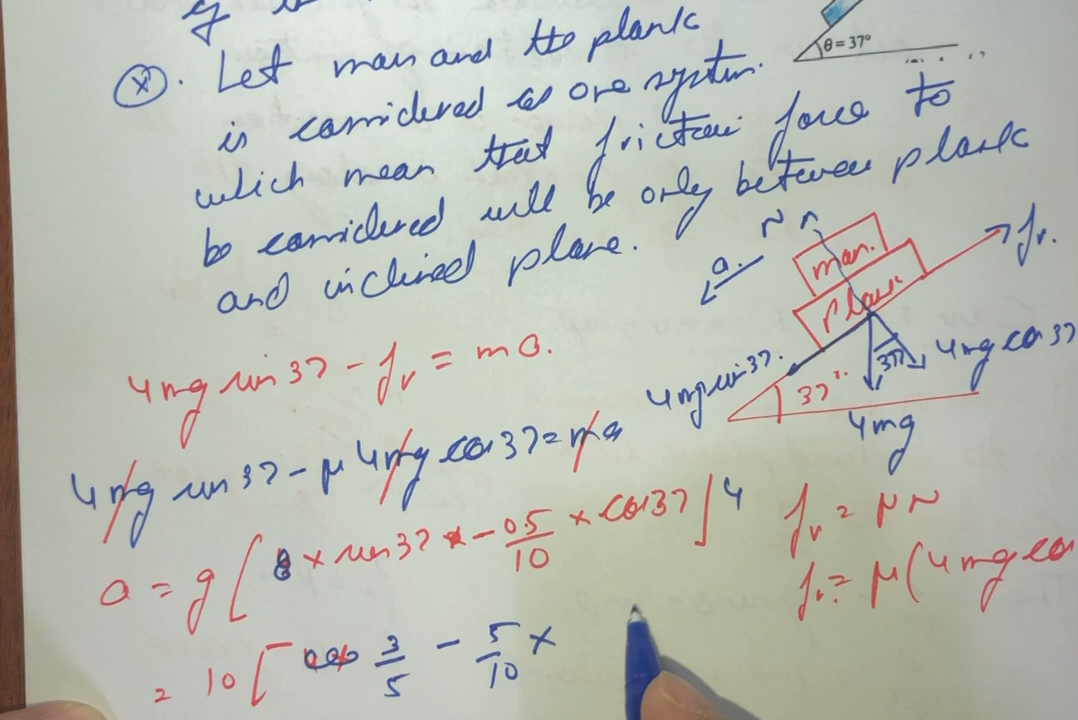 θ = 37°
(x). Let man and the plank
is considered as one system.
which mean that friction force to
be considered will be only between plank
and inclined plane.
N
a.
man.
Plank
fr.
4mg sin 37.
37°.
37
4mg cos 37
4mg
4mg sin 37 - fr = ma.
4mg sin 37 - μ 4mg cos 37 = ma
a = g [ 8 × sin 37 - 0.5/10 × cos 37 ] 4
fr = μN
fr = μ(4mg co
= 10 [ 3/5 - 5/10 ×